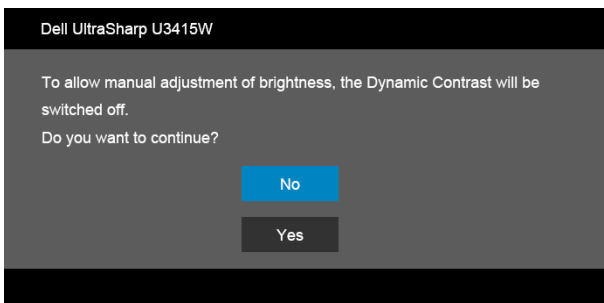 Dell UltraSharp U3415W
To allow manual adjustment of brightness, the Dynamic Contrast will be
switched off.
Do you want to continue?
No
Yes